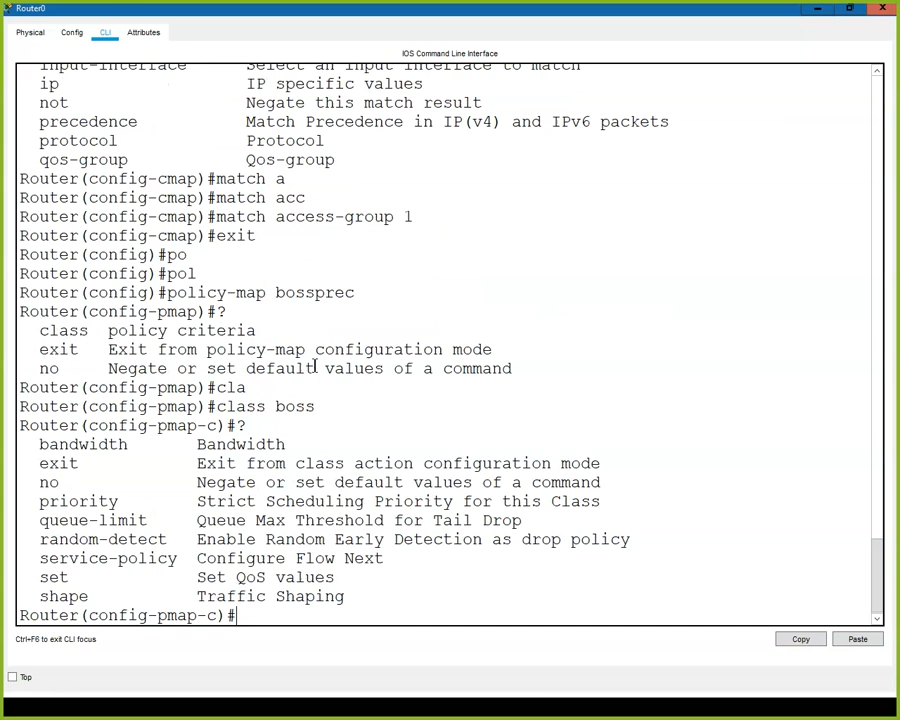 Router0
Physical Config CLI Attributes
IOS Command Line Interface
input-interface Select an input interface to match
ip IP specific values
not Negate this match result
precedence Match Precedence in IP(v4) and IPv6 packets
protocol Protocol
qos-group Qos-group
Router(config-cmap)#match a
Router(config-cmap)#match acc
Router(config-cmap)#match access-group 1
Router(config-cmap)#exit
Router(config)#po
Router(config)#pol
Router(config)#policy-map bossprec
Router(config-pmap)#?
class policy criteria
exit Exit from policy-map configuration mode
no Negate or set default values of a command
Router(config-pmap)#cla
Router(config-pmap)#class boss
Router(config-pmap-c)#?
bandwidth Bandwidth
exit Exit from class action configuration mode
no Negate or set default values of a command
priority Strict Scheduling Priority for this Class
queue-limit Queue Max Threshold for Tail Drop
random-detect Enable Random Early Detection as drop policy
service-policy Configure Flow Next
set Set QoS values
shape Traffic Shaping
Router(config-pmap-c)#
Ctrl+F6 to exit CLI focus
Copy Paste
Top